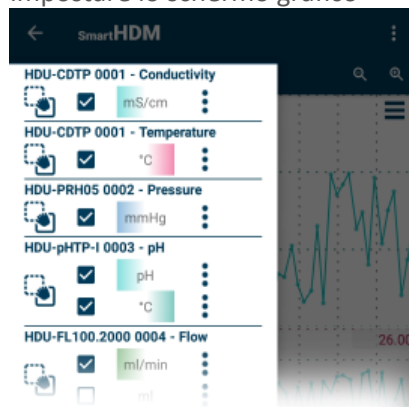 impostare lo schermo grafico
SmartHDM
HDU-CDTP 0001 - Conductivity
mS/cm
HDU-CDTP 0001 - Temperature
°C
HDU-PRH05 0002 - Pressure
mmHg
HDU-pHTP-I 0003 - pH
pH
°C
HDU-FL100.2000 0004 - Flow
26.00
ml/min
ml